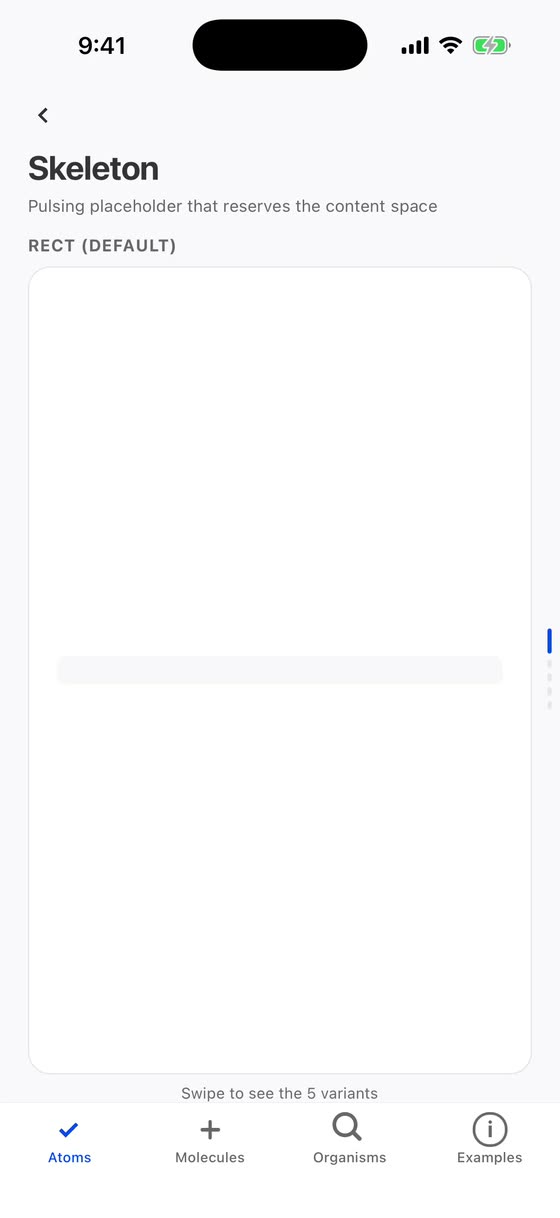 9:41
Skeleton
Pulsing placeholder that reserves the content space
RECT (DEFAULT)
Swipe to see the 5 variants
Atoms
Molecules
Organisms
Examples